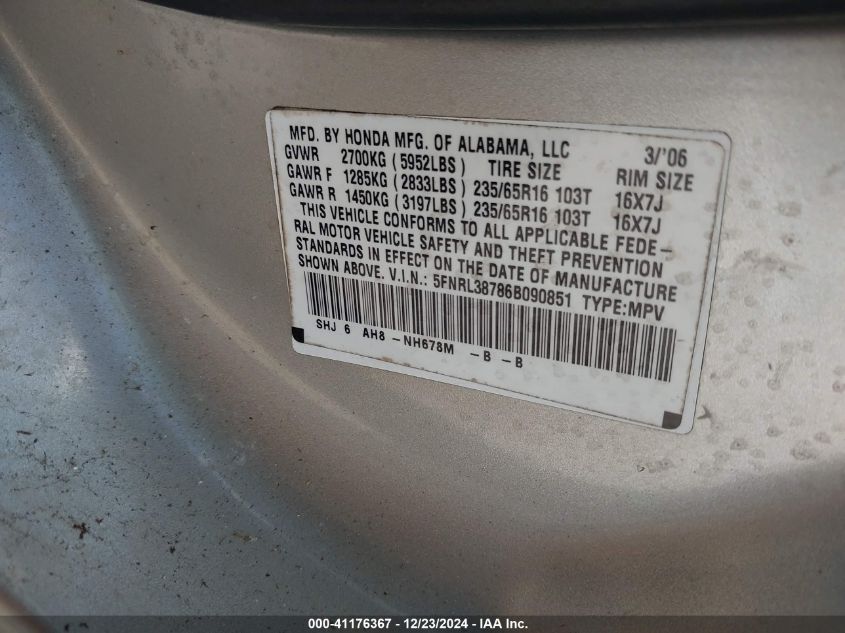 MFD. BY HONDA MFG. OF ALABAMA, LLC 3/'06
GVWR 2700KG (5952LBS) TIRE SIZE RIM SIZE
GAWR F 1285KG (2833LBS) 235/65R16 103T 16X7J
GAWR R 1450KG (3197LBS) 235/65R16 103T 16X7J
THIS VEHICLE CONFORMS TO ALL APPLICABLE FEDE-
RAL MOTOR VEHICLE SAFETY AND THEFT PREVENTION
STANDARDS IN EFFECT ON THE DATE OF MANUFACTURE
SHOWN ABOVE. V.I.N.: 5FNRL38786B090851 TYPE:MPV
SHJ 6 AH8 -NH678M -B -B
000-41176367 - 12/23/2024 - IAA Inc.